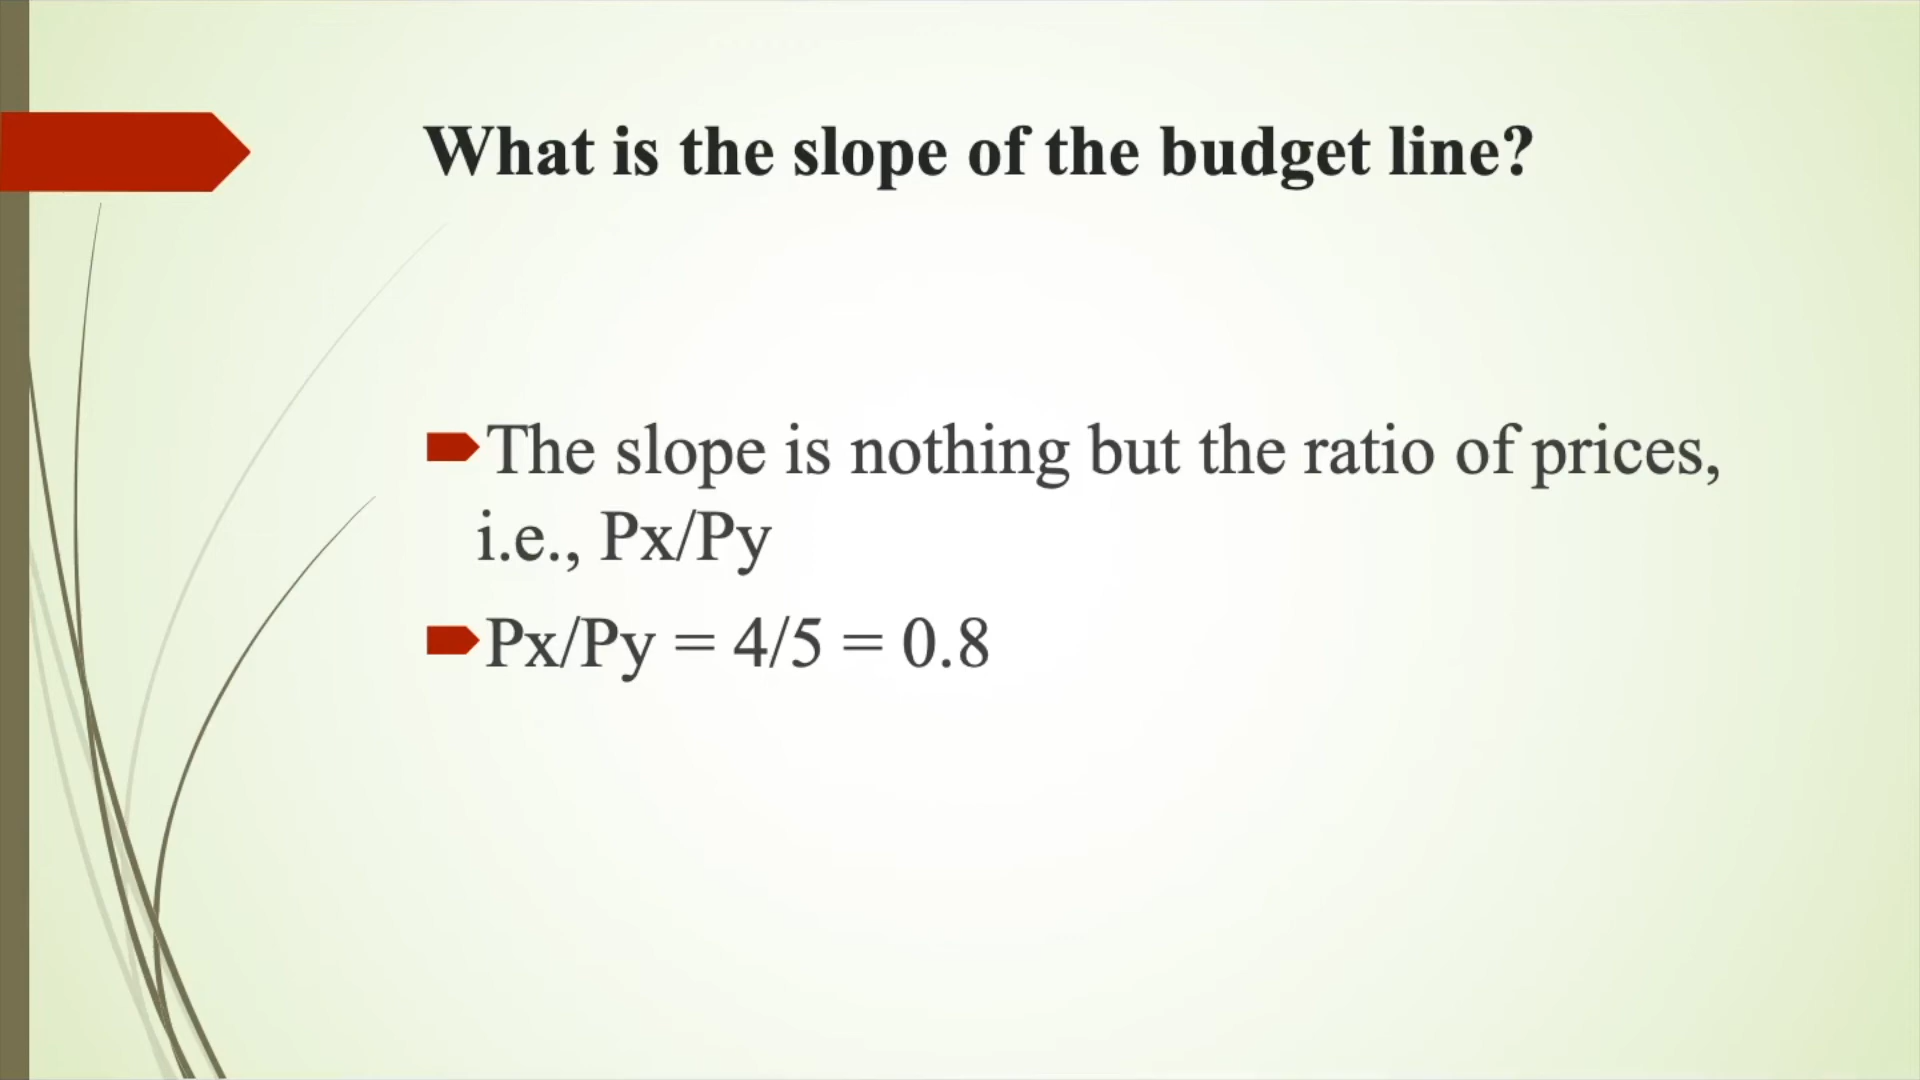 What is the slope of the budget line?
The slope is nothing but the ratio of prices,
i.e., Px/Py
Px/Py = 4/5 = 0.8